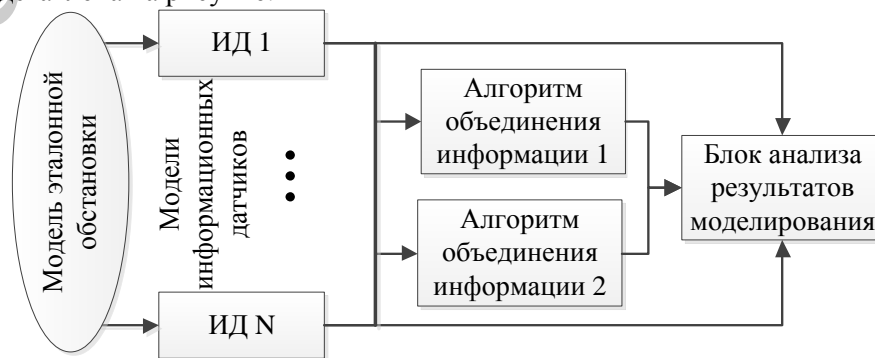 ИД 1
Модель эталонной
обстановки
Модели
информационных
датчиков
• • •
Алгоритм
объединения
информации 1
Алгоритм
объединения
информации 2
Блок анализа
результатов
моделирования
ИД N